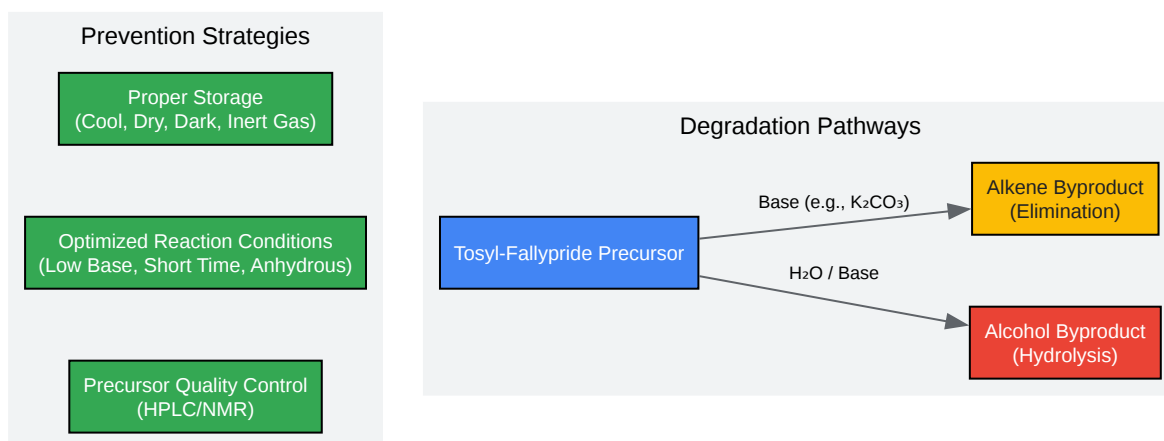 Prevention Strategies
Proper Storage
(Cool, Dry, Dark, Inert Gas)
Optimized Reaction Conditions
(Low Base, Short Time, Anhydrous)
Precursor Quality Control
(HPLC/NMR)
Degradation Pathways
Tosyl-Fallypride Precursor
Base (e.g., K₂CO₃)
H₂O / Base
Alkene Byproduct
(Elimination)
Alcohol Byproduct
(Hydrolysis)